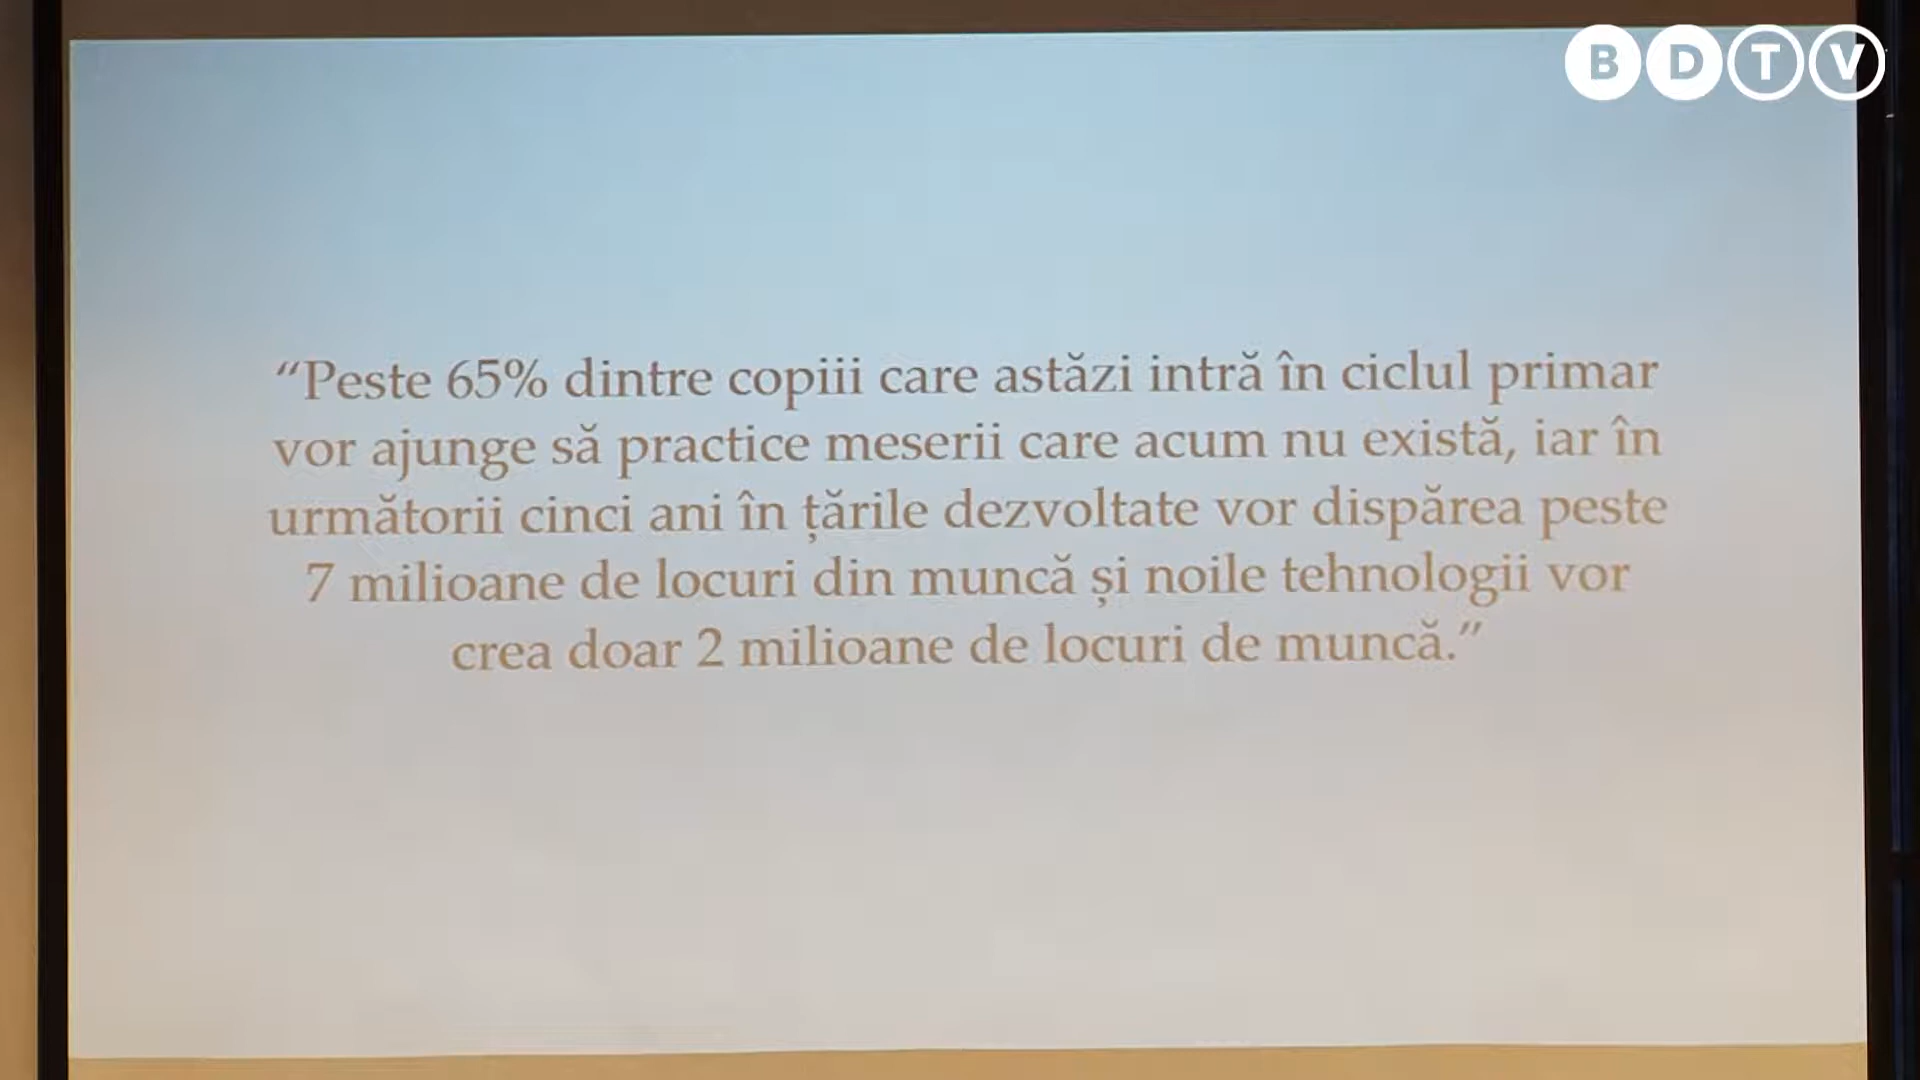 BDTV
“Peste 65% dintre copiii care astăzi intră în ciclul primar
vor ajunge să practice meserii care acum nu există, iar în
următorii cinci ani în țările dezvoltate vor dispărea peste
7 milioane de locuri din muncă și noile tehnologii vor
crea doar 2 milioane de locuri de muncă.”